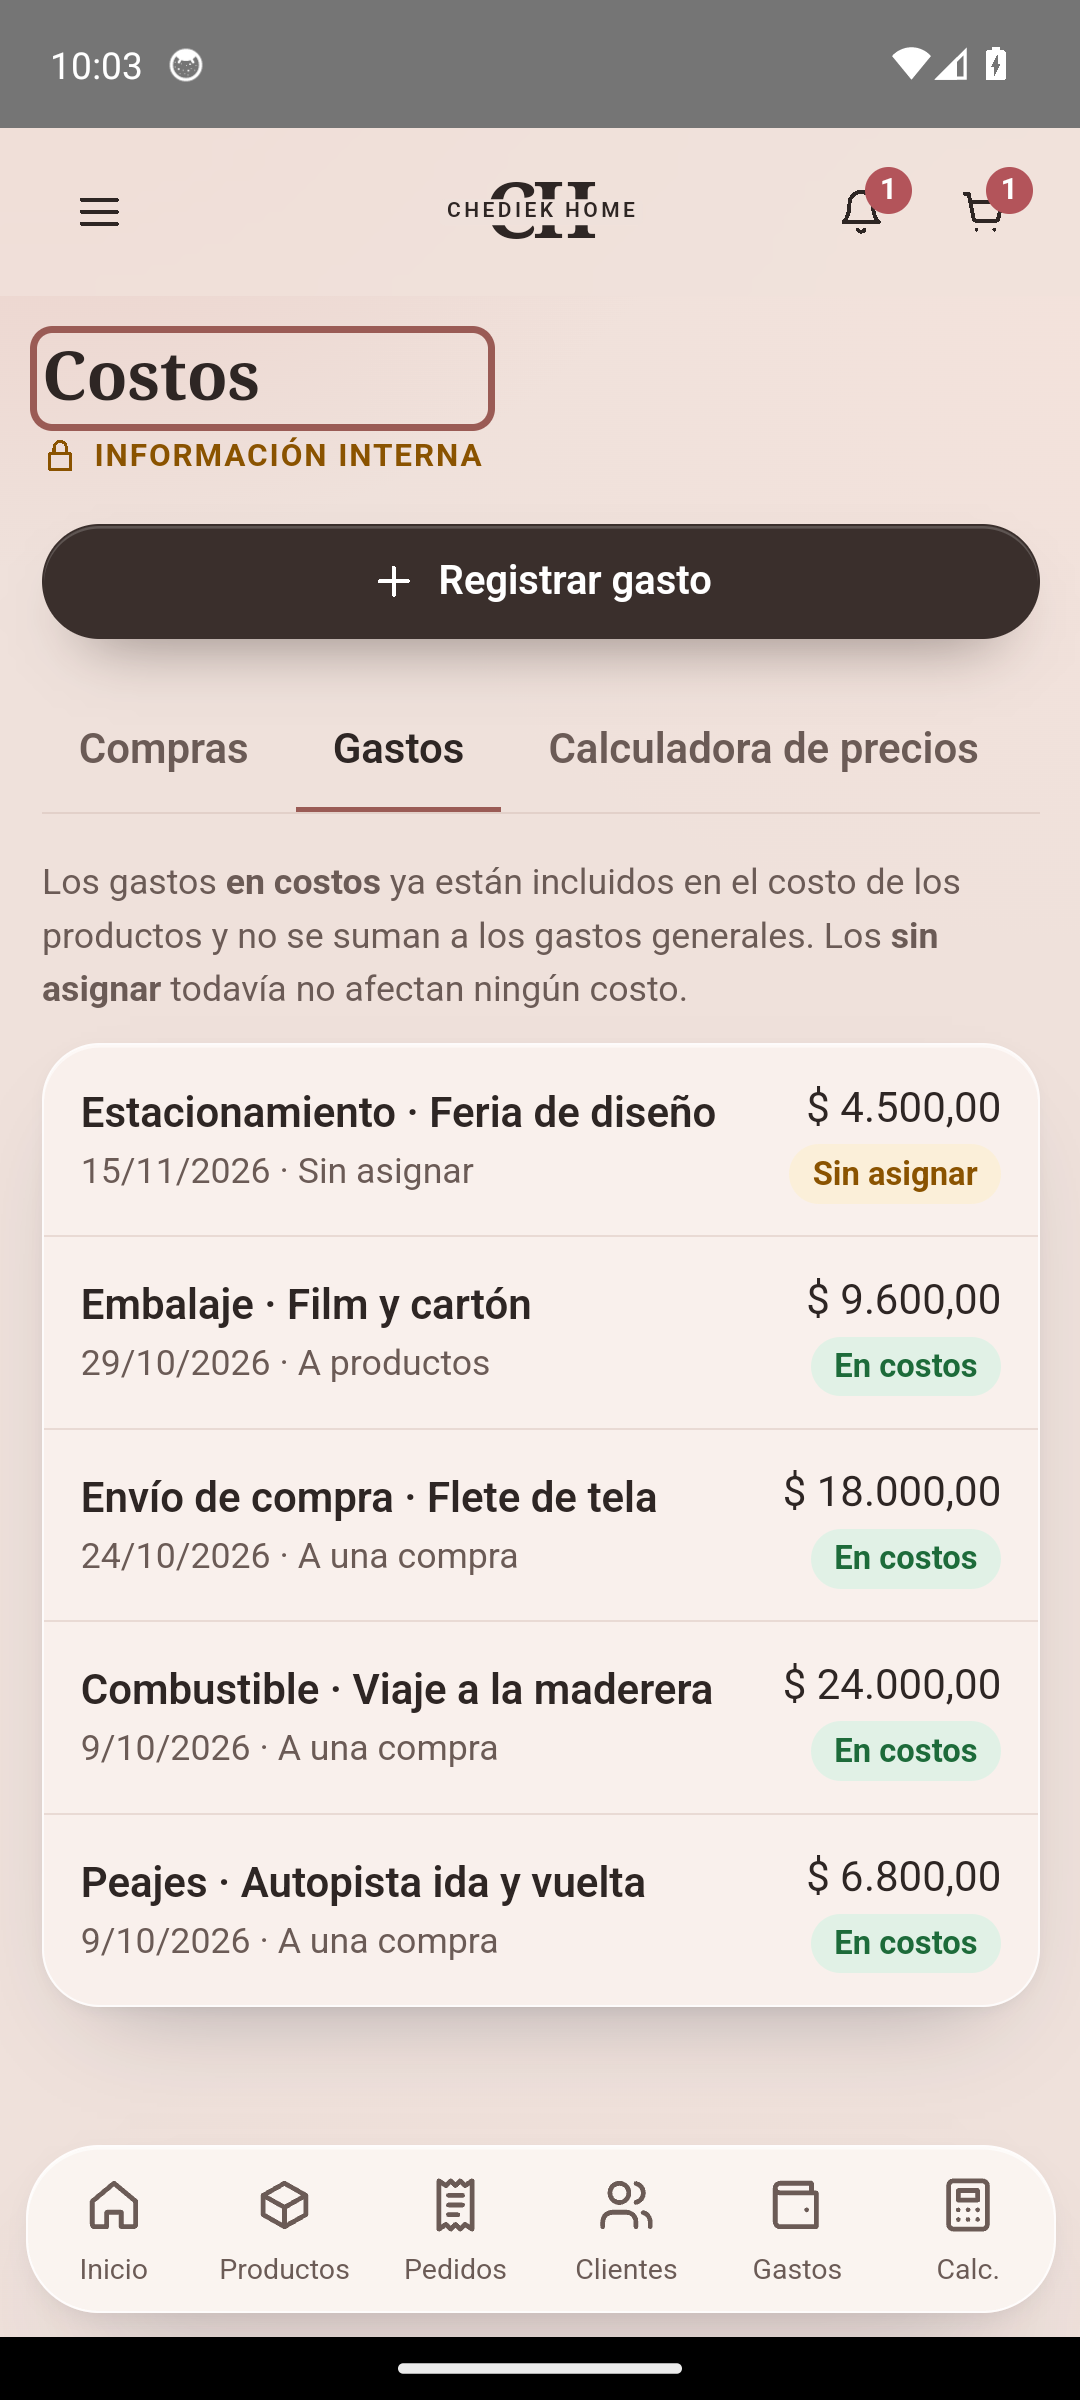 10:03
CH
CHEDIEK HOME
1
1
Costos
INFORMACIÓN INTERNA
Registrar gasto
Compras
Gastos
Calculadora de precios
Los gastos en costos ya están incluidos en el costo de los
productos y no se suman a los gastos generales. Los sin
asignar todavía no afectan ningún costo.
Estacionamiento · Feria de diseño
$ 4.500,00
15/11/2026 · Sin asignar
Sin asignar
Embalaje · Film y cartón
$ 9.600,00
29/10/2026 · A productos
En costos
Envío de compra · Flete de tela
$ 18.000,00
24/10/2026 · A una compra
En costos
Combustible · Viaje a la maderera
$ 24.000,00
9/10/2026 · A una compra
En costos
Peajes · Autopista ida y vuelta
$ 6.800,00
9/10/2026 · A una compra
En costos
Inicio
Productos
Pedidos
Clientes
Gastos
Calc.